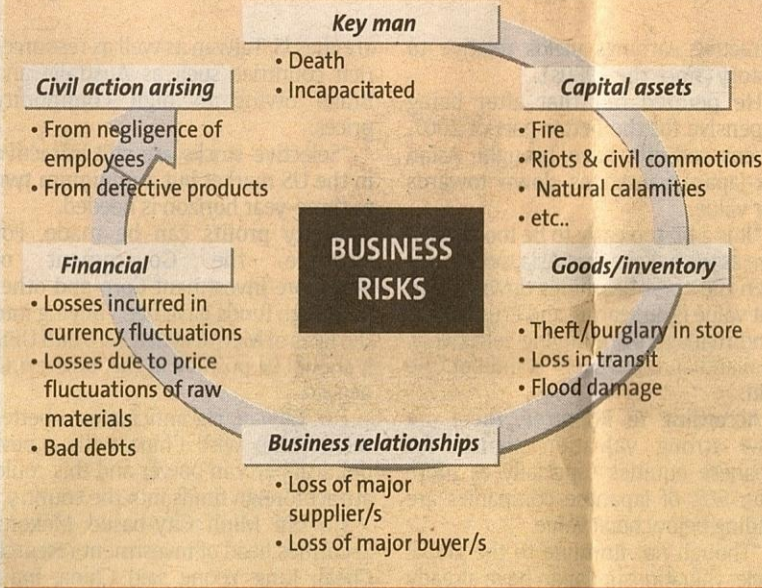 Key man
• Death
• Incapacitated
Capital assets
• Fire
• Riots & civil commotions
• Natural calamities
• etc..
Goods/inventory
• Theft/burglary in store
• Loss in transit
• Flood damage
Business relationships
• Loss of major
supplier/s
• Loss of major buyer/s
Financial
• Losses incurred in
currency fluctuations
• Losses due to price
fluctuations of raw
materials
• Bad debts
Civil action arising
• From negligence of
employees
• From defective products
BUSINESS
RISKS